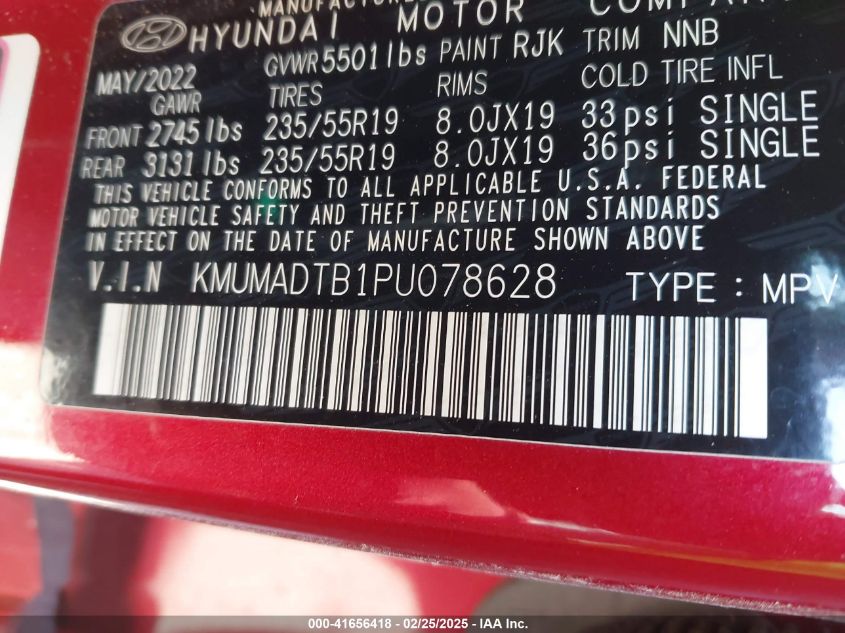 MANUFACTURED
HYUNDAI MOTOR COMPANY
MAY/2022 GVWR 5501 lbs PAINT RJK TRIM NNB
GAWR TIRES RIMS COLD TIRE INFL
FRONT 2745 lbs 235/55R19 8.0JX19 33psi SINGLE
REAR 3131 lbs 235/55R19 8.0JX19 36psi SINGLE
THIS VEHICLE CONFORMS TO ALL APPLICABLE U.S.A. FEDERAL
MOTOR VEHICLE SAFETY AND THEFT PREVENTION STANDARDS
IN EFFECT ON THE DATE OF MANUFACTURE SHOWN ABOVE
V.I.N KMUMADTB1PU078628 TYPE : MPV
000-41656418 - 02/25/2025 - IAA Inc.